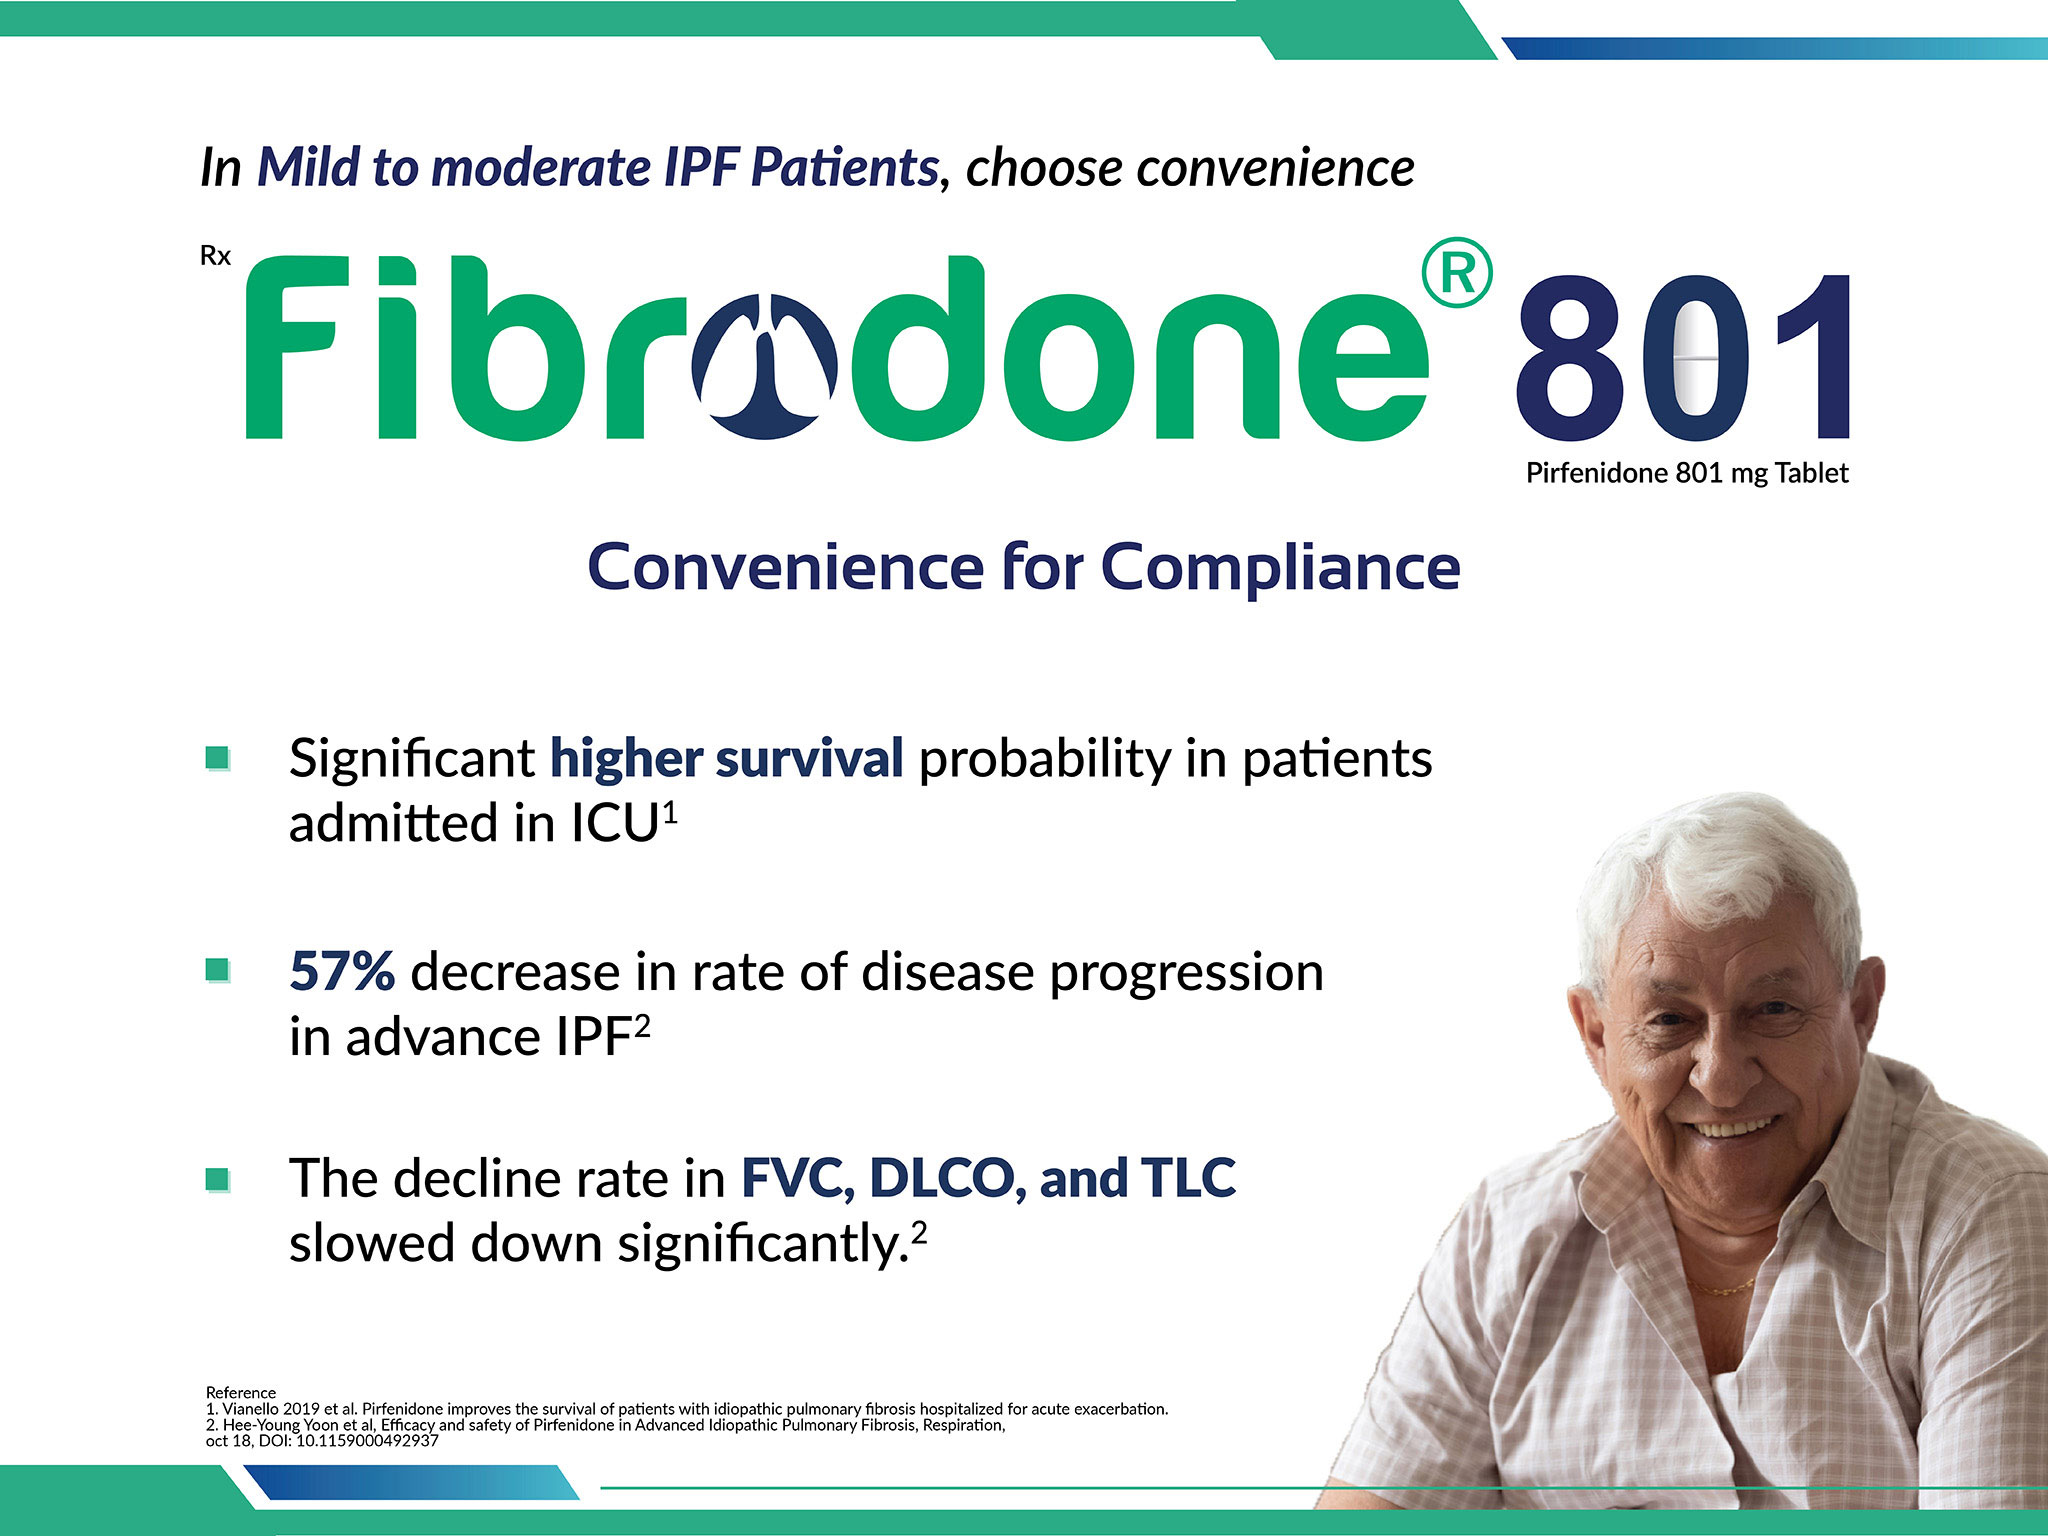 In Mild to moderate IPF Patients, choose convenience
Rx Fibrodone® 801
Pirfenidone 801 mg Tablet
Convenience for Compliance
Significant higher survival probability in patients
admitted in ICU¹
57% decrease in rate of disease progression
in advance IPF²
The decline rate in FVC, DLCO, and TLC
slowed down significantly.²
Reference
1. Vianello 2019 et al. Pirfenidone improves the survival of patients with idiopathic pulmonary fibrosis hospitalized for acute exacerbation.
2. Hee-Young Yoon et al, Efficacy and safety of Pirfenidone in Advanced Idiopathic Pulmonary Fibrosis, Respiration,
oct 18, DOI: 10.1159000492937